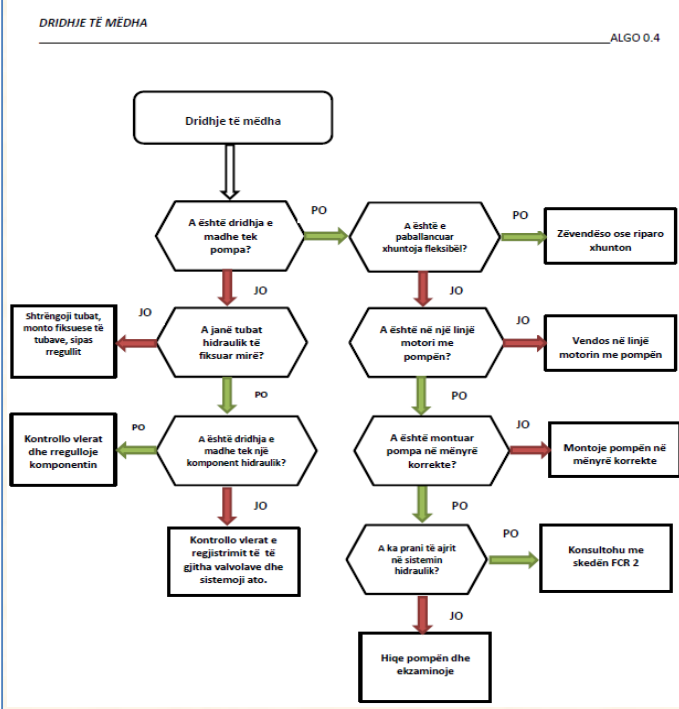 DRIDHJE TË MËDHA
ALGO 0.4
Dridhje të mëdha
A është dridhja e
madhe tek
pompa?
PO
A është e
paballancuar
xhuntoja fleksibël?
PO
Zëvendëso ose riparo
xhunton
JO
JO
Shtrëngoji tubat,
monto fiksuese të
tubave, sipas
rregullit
JO
A janë tubat
hidraulik të
fiksuar mirë?
A është në një linjë
motori me
pompën?
JO
Vendos në linjë
motorin me pompën
PO
PO
Kontrollo vlerat
dhe rregulloje
komponentin
PO
A është dridhja e
madhe tek një
komponent hidraulik?
A është montuar
pompa në mënyrë
korrekte?
JO
Montoje pompën në
mënyrë korrekte
JO
PO
Kontrollo vlerat e
regjistrimit të të
gjitha valvolave dhe
sistemoji ato.
A ka prani të ajrit
në sistemin
hidraulik?
PO
Konsultohu me
skedën FCR 2
JO
Hiqe pompën dhe
ekzaminoje